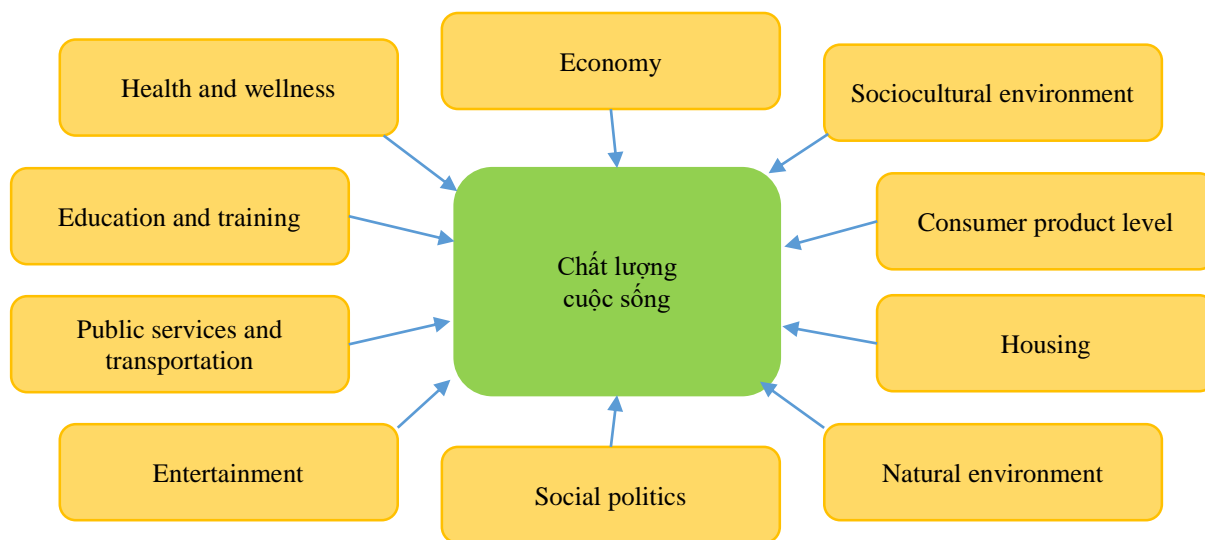 Economy
Health and wellness
Sociocultural environment
Education and training
Consumer product level
Chất lượng
cuộc sống
Public services and
transportation
Housing
Entertainment
Social politics
Natural environment